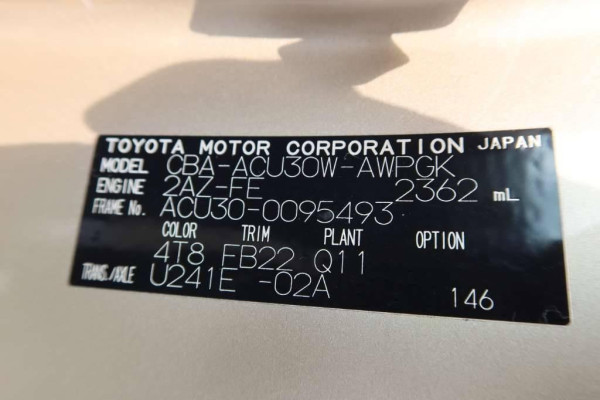 TOYOTA MOTOR CORPORATION JAPAN
MODEL CBA-ACU30W-AWPGK
ENGINE 2AZ-FE 2362 mL
FRAME No. ACU30-0095493
COLOR TRIM PLANT OPTION
4T8 FB22 Q11
TRANS./AXLE U241E -02A
146